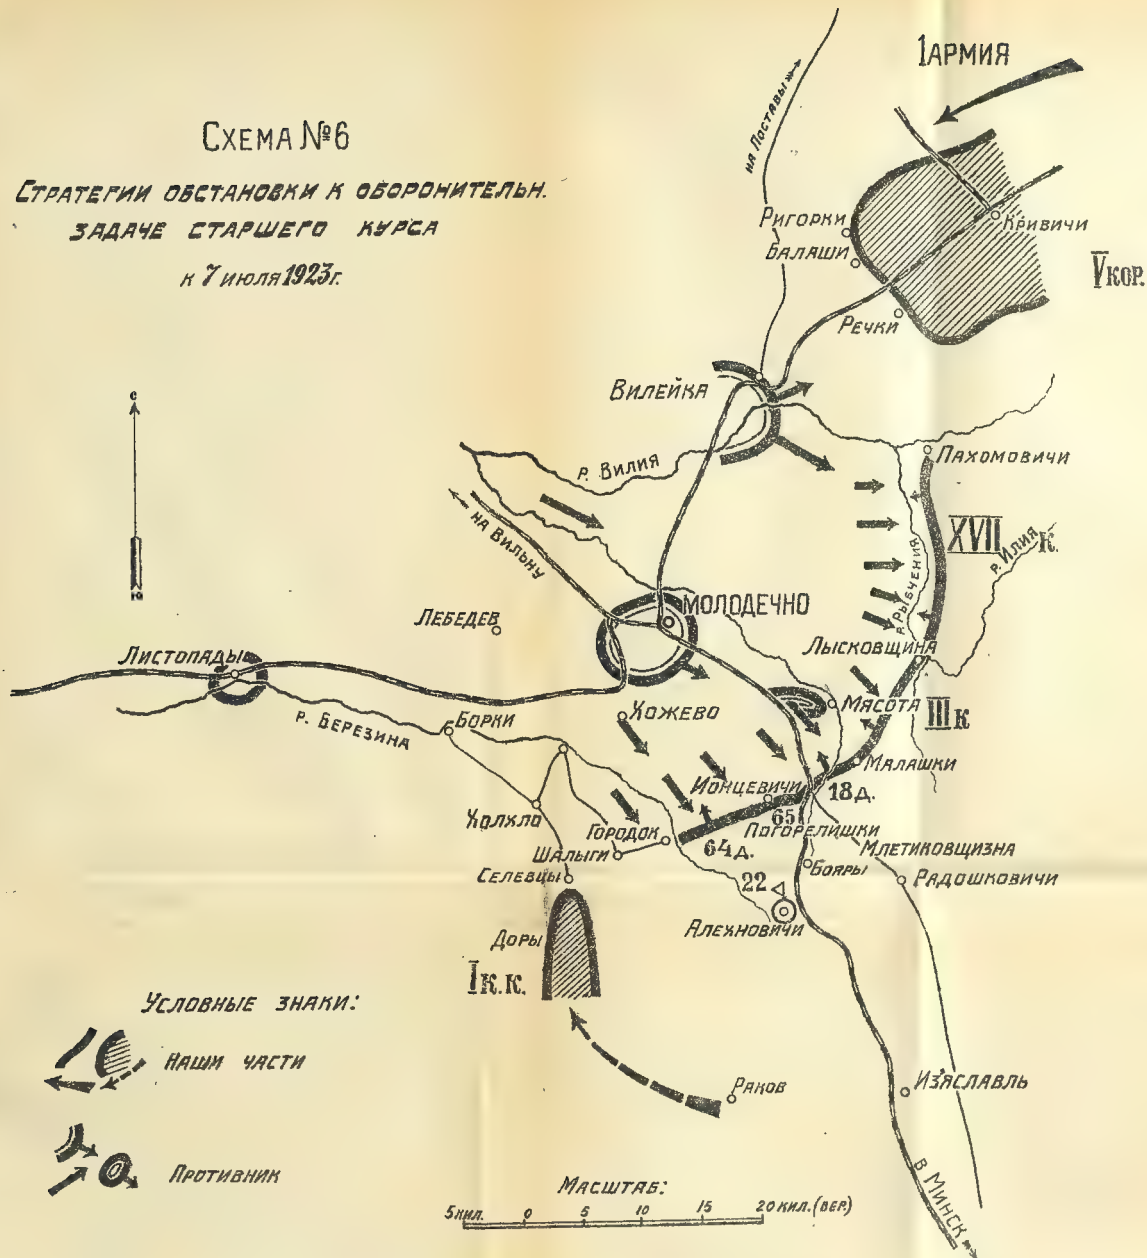 Схема №6
Стратегии обстановки к оборонительн.
задаче старшего курса
к 7 июля 1923г.
1 АРМИЯ
на Поставы
Ригорки
Балаши
Кривичи
V КОР.
Речки
с
ю
Вилейка
Пахомовичи
р. Вилия
на Вильну
XVII к.
р. Илия
р. Рыбчения
МОЛОДЕЧНО
Лебедев
Лысковщина
Листопады
р. Березина
Борки
Хожево
Мясота
III к
Малашки
Ионцевичи
18 д.
65
Холхло
Городок
Погорелишки
64 д.
Шалыги
Млетиковщизна
Селевцы
Бояры
Радошковичи
22
Алехновичи
Доры
I к.к.
Условные знаки:
Наши части
Раков
Изяславль
Противник
Масштаб:
5 кил. 0 5 10 15 20 кил. (вер.)
в Минск